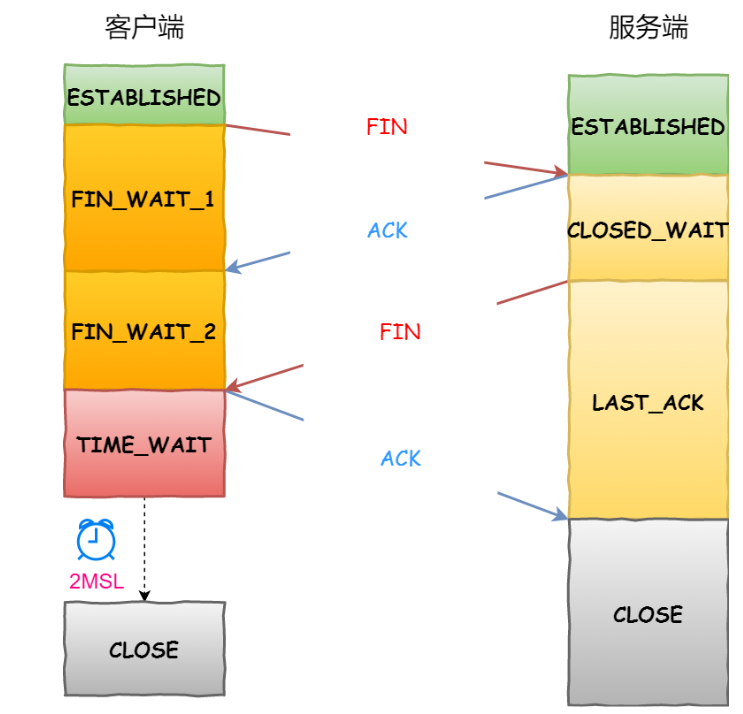 客户端
服务端
ESTABLISHED
FIN
ESTABLISHED
FIN_WAIT_1
ACK
CLOSED_WAIT
FIN_WAIT_2
FIN
LAST_ACK
TIME_WAIT
ACK
2MSL
CLOSE
CLOSE